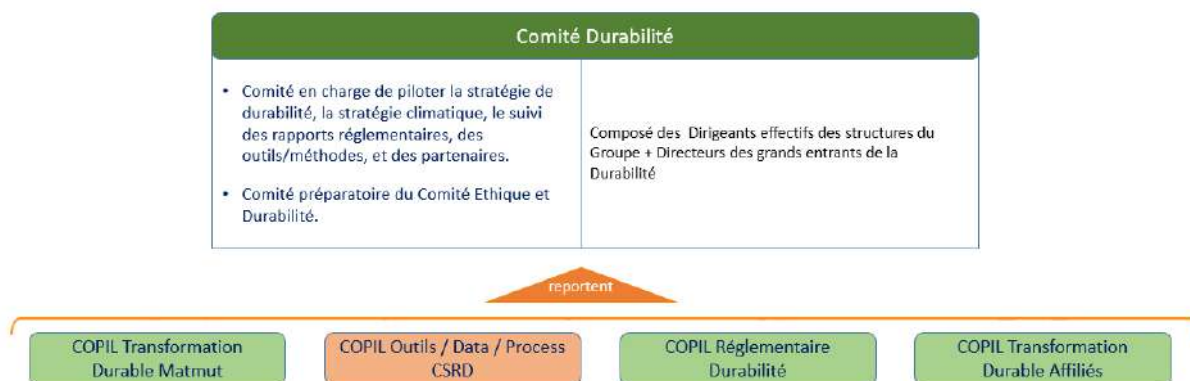 Comité Durabilité
• Comité en charge de piloter la stratégie de
durabilité, la stratégie climatique, le suivi
des rapports réglementaires, des
outils/méthodes, et des partenaires.
• Comité préparatoire du Comité Ethique et
Durabilité.
Composé des Dirigeants effectifs des structures du
Groupe + Directeurs des grands entrants de la
Durabilité
reportent
COPIL Transformation
Durable Matmut
COPIL Outils / Data / Process
CSRD
COPIL Réglementaire
Durabilité
COPIL Transformation
Durable Affiliés